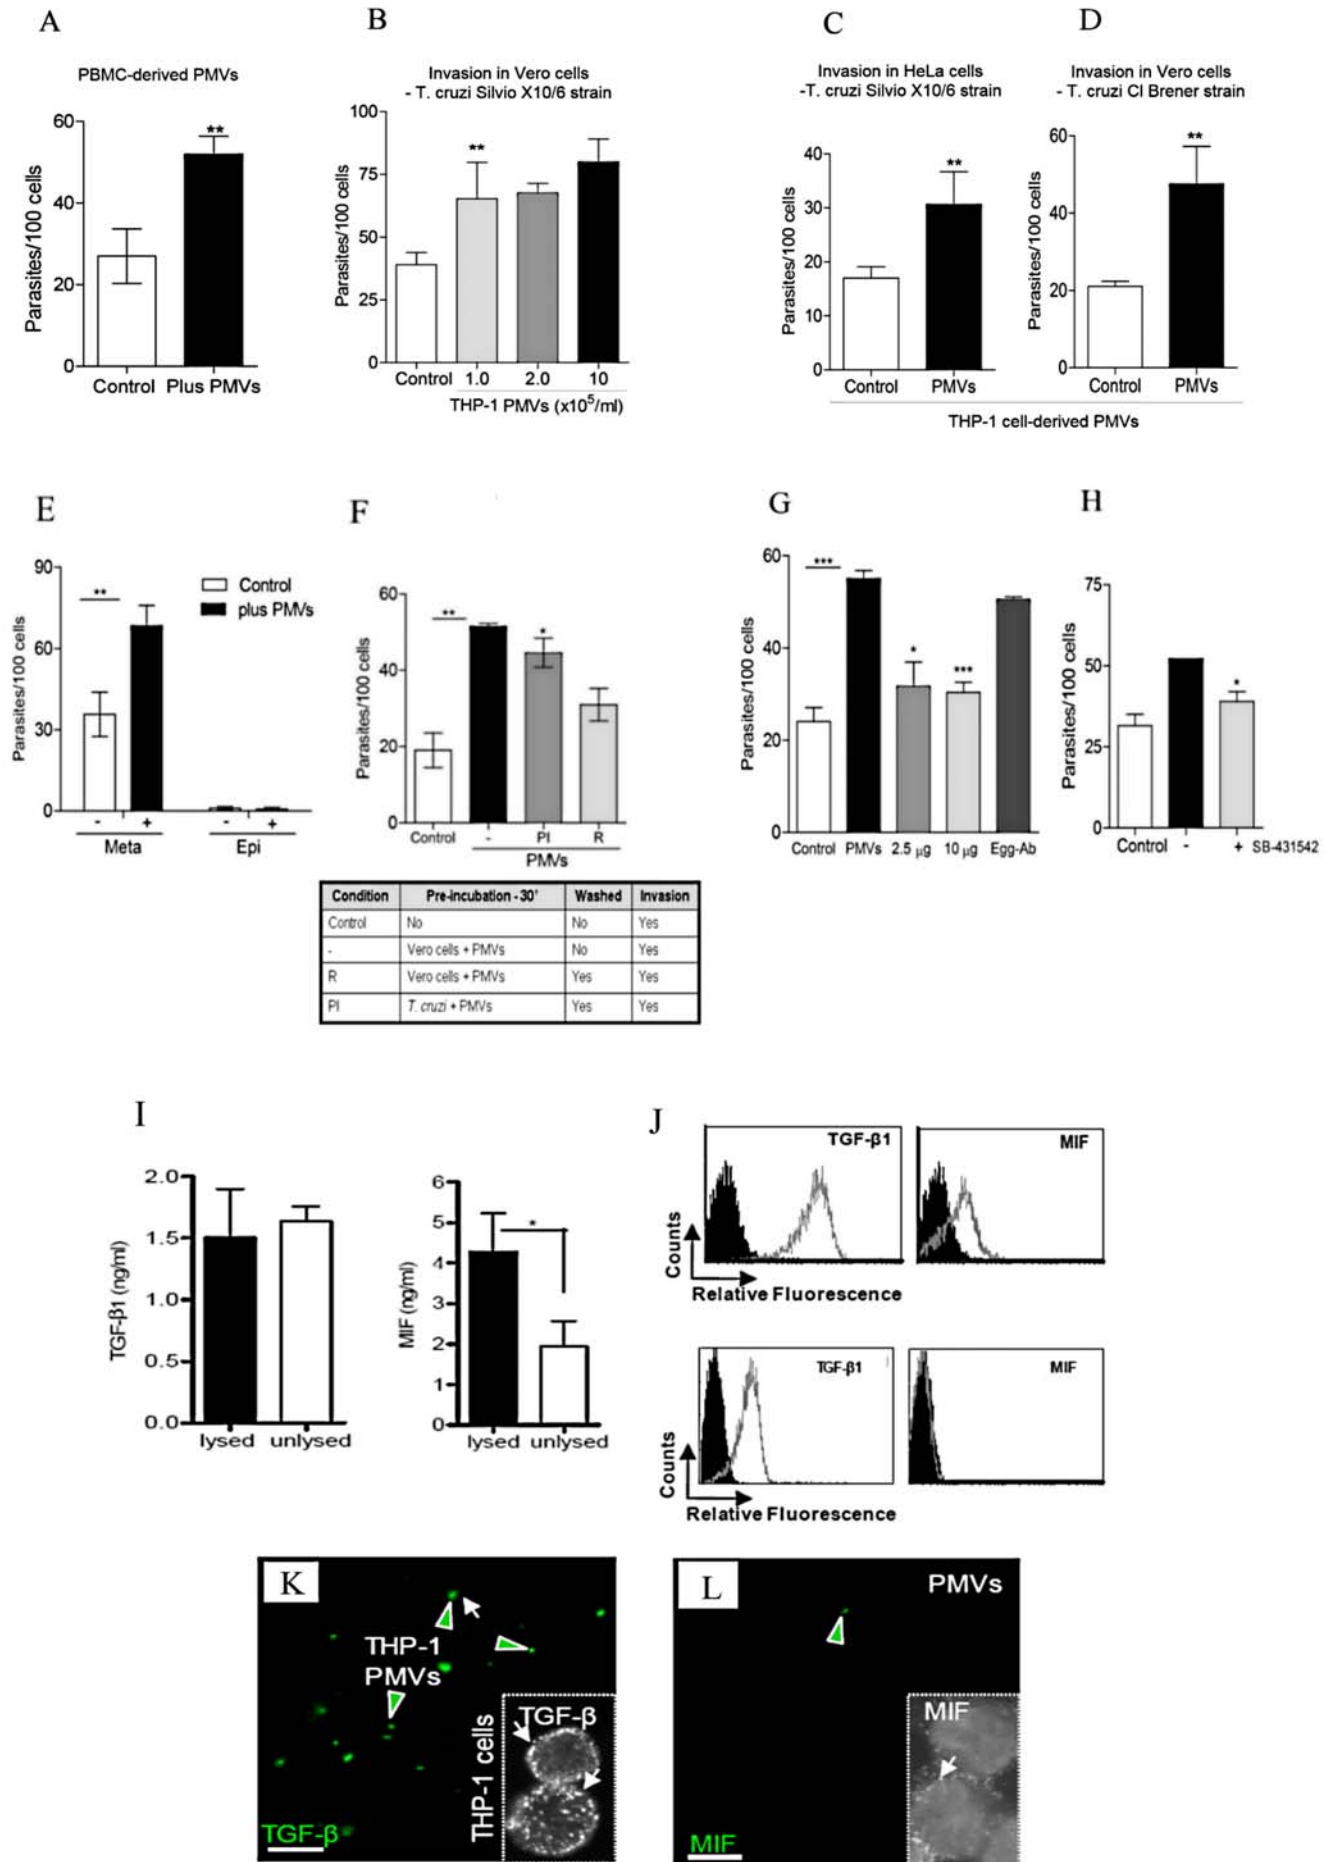 A
PBMC-derived PMVs
**
60
40
20
0
Parasites/100 cells
Control Plus PMVs
B
Invasion in Vero cells
- T. cruzi Silvio X10/6 strain
100
75
50
25
0
**
Parasites/100 cells
Control 1.0 2.0 10
THP-1 PMVs (x10⁵/ml)
C
Invasion in HeLa cells
-T. cruzi Silvio X10/6 strain
40
30
20
10
0
**
Parasites/100 cells
Control PMVs
D
Invasion in Vero cells
- T. cruzi Cl Brener strain
60
40
20
0
**
Parasites/100 cells
Control PMVs
THP-1 cell-derived PMVs
E
90
60
30
0
**
Control
plus PMVs
Parasites/100 cells
- + - +
Meta Epi
F
60
40
20
0
**
*
Parasites/100 cells
Control - PI R
PMVs
Condition Pre-incubation - 30' Washed Invasion
Control No No Yes
- Vero cells + PMVs No Yes
R Vero cells + PMVs Yes Yes
PI T. cruzi + PMVs Yes Yes
G
60
40
20
0
***
*
***
Parasites/100 cells
Control PMVs 2.5 µg 10 µg Egg-Ab
H
75
50
25
0
*
Parasites/100 cells
Control - + SB-431542
I
2.0
1.5
1.0
0.5
0.0
TGF-β1 (ng/ml)
lysed unlysed
6
5
4
3
2
1
0
*
MIF (ng/ml)
lysed unlysed
J
TGF-β1
MIF
Counts
Relative Fluorescence
TGF-β1
MIF
Counts
Relative Fluorescence
K
THP-1
PMVs
TGF-β
THP-1 cells
TGF-β
L
PMVs
MIF
MIF